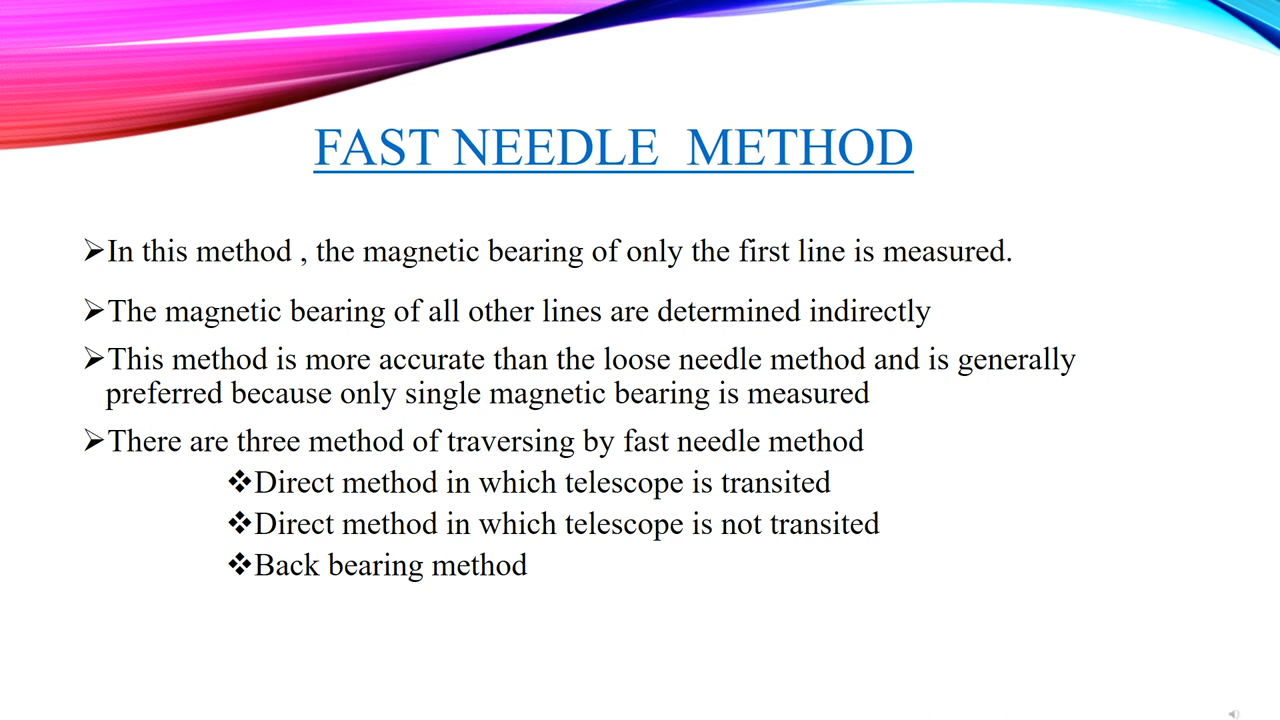 FAST NEEDLE METHOD
➢In this method , the magnetic bearing of only the first line is measured.
➢The magnetic bearing of all other lines are determined indirectly
➢This method is more accurate than the loose needle method and is generally
preferred because only single magnetic bearing is measured
➢There are three method of traversing by fast needle method
❖Direct method in which telescope is transited
❖Direct method in which telescope is not transited
❖Back bearing method